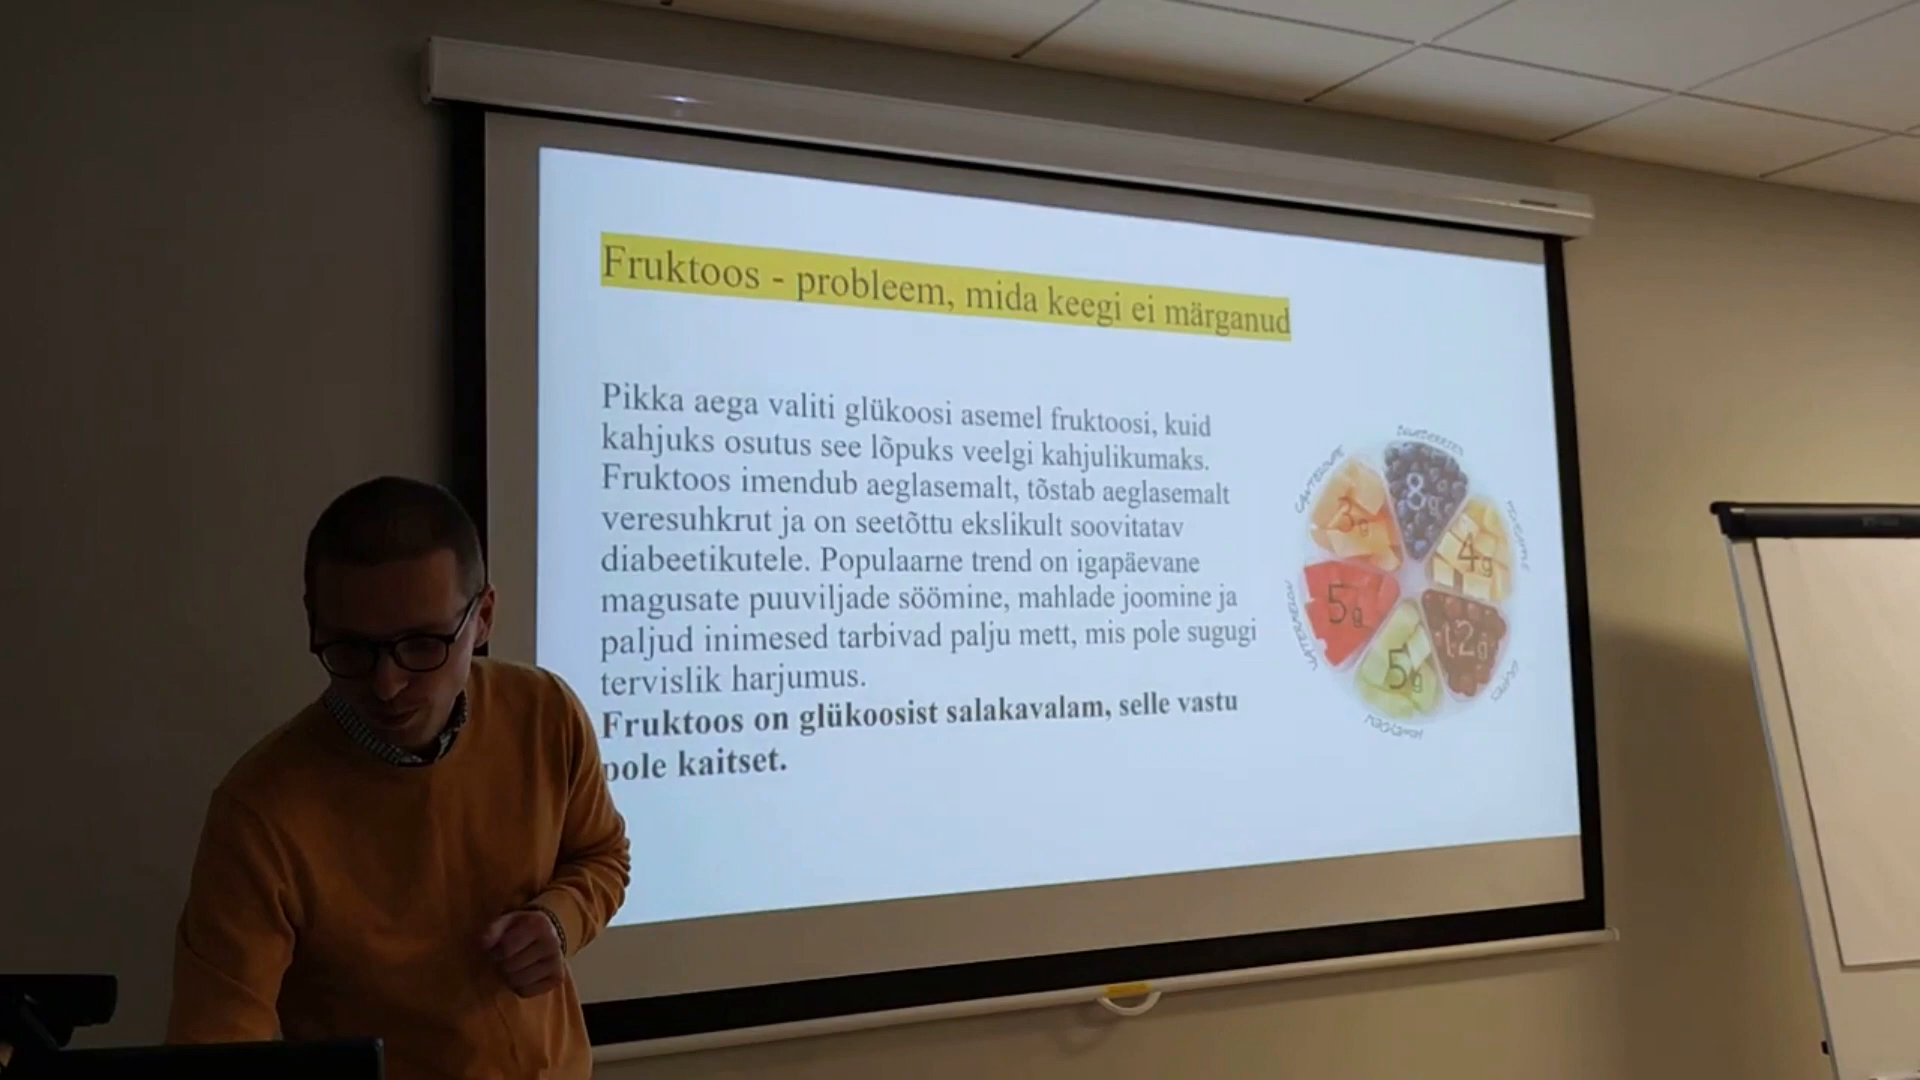 Fruktoos - probleem, mida keegi ei märganud
Pikka aega valiti glükoosi asemel fruktoosi, kuid
kahjuks osutus see lõpuks veelgi kahjulikumaks.
Fruktoos imendub aeglasemalt, tõstab aeglasemalt
veresuhkrut ja on seetõttu ekslikult soovitatav
diabeetikutele. Populaarne trend on igapäevane
magusate puuviljade söömine, mahlade joomine ja
paljud inimesed tarbivad palju mett, mis pole sugugi
tervislik harjumus.
Fruktoos on glükoosist salakavalam, selle vastu
pole kaitset.
BLUEBERRIES
8g
CANTELOUPE
3g
4g
WATERMELON
5g
12g
5g